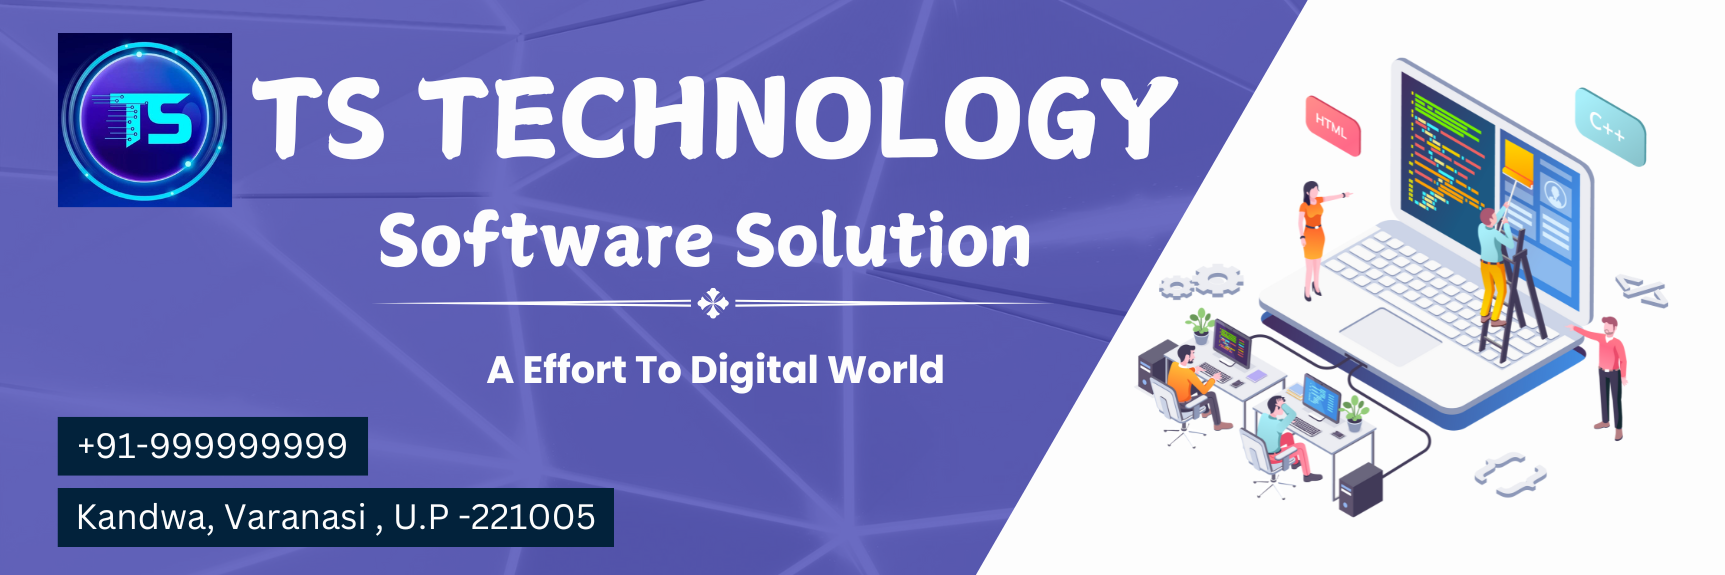 TS
TS TECHNOLOGY
Software Solution
A Effort To Digital World
+91-999999999
Kandwa, Varanasi , U.P -221005
HTML
C++